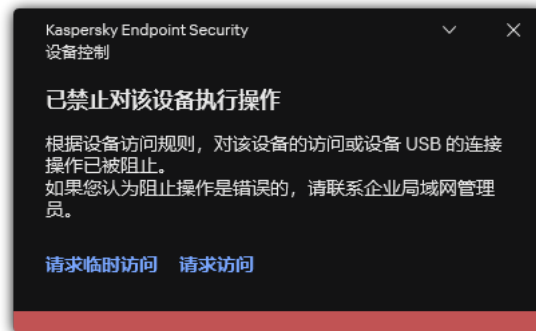 Kaspersky Endpoint Security
设备控制
已禁止对该设备执行操作
根据设备访问规则，对该设备的访问或设备 USB 的连接
操作已被阻止。
如果您认为阻止操作是错误的，请联系企业局域网管理
员。
请求临时访问 请求访问